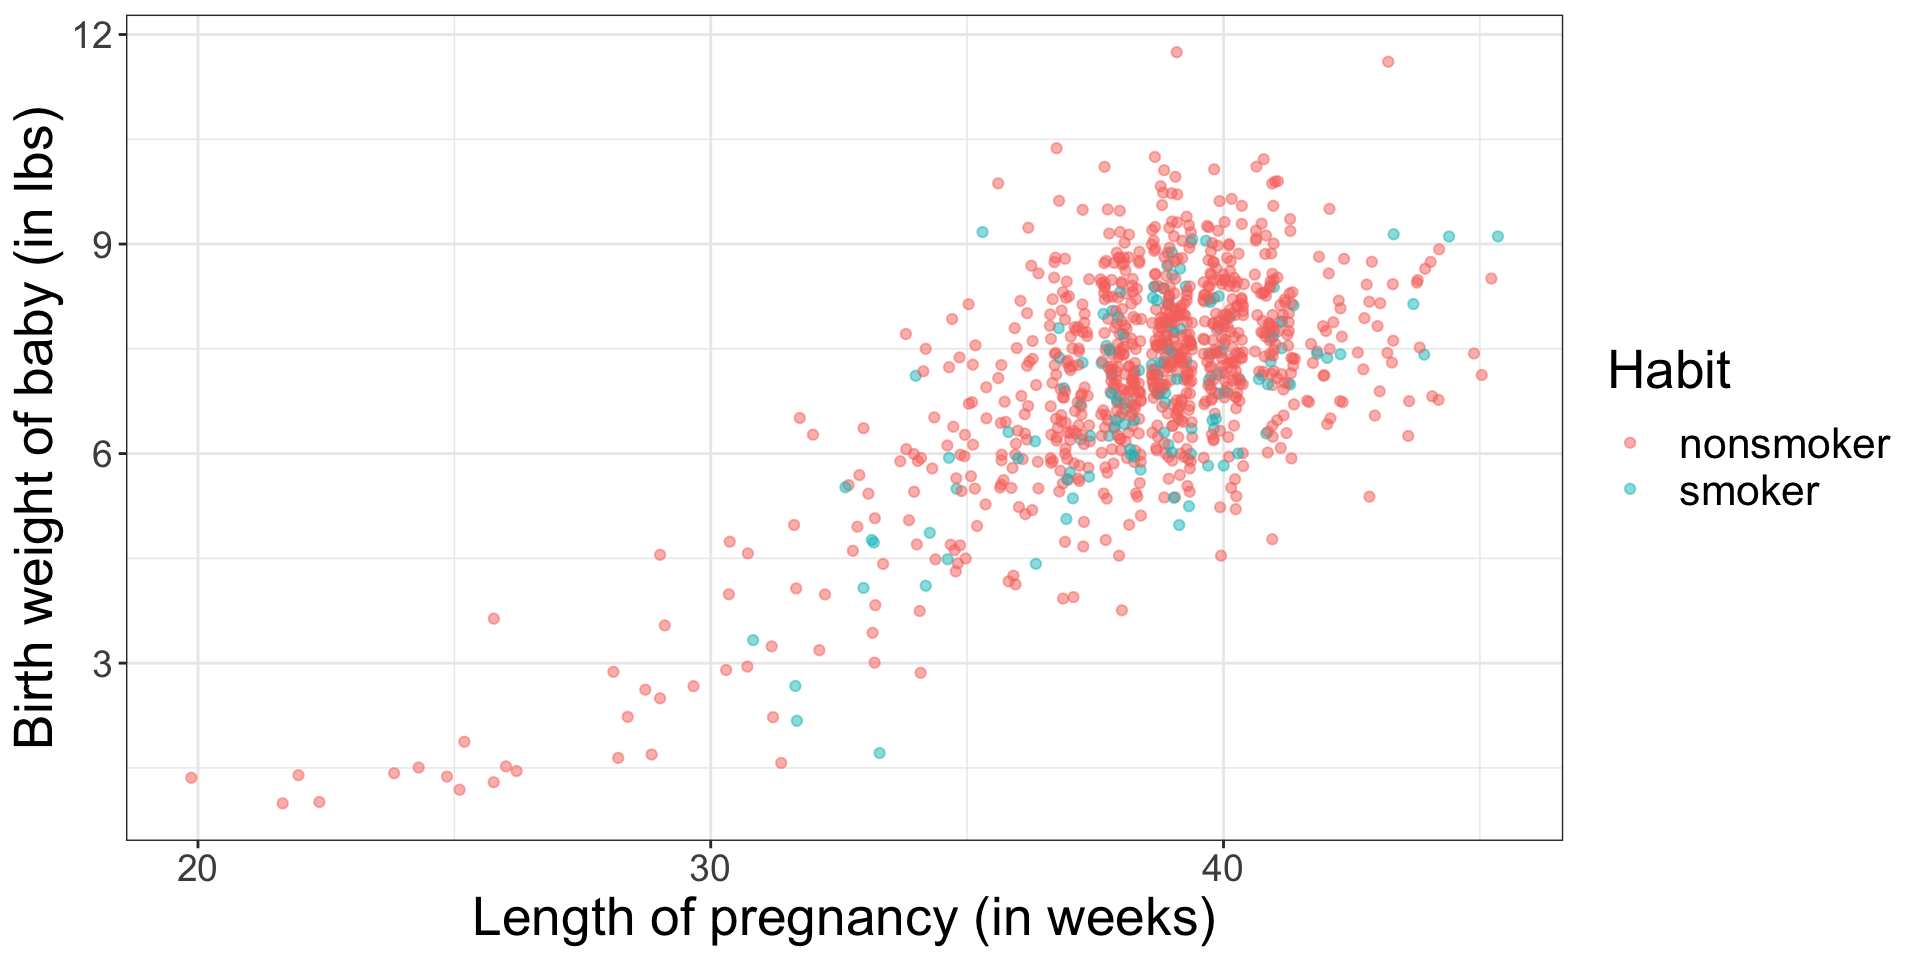 12
9
6
3
Birth weight of baby (in lbs)
20 30 40
Length of pregnancy (in weeks)
Habit
nonsmoker
smoker